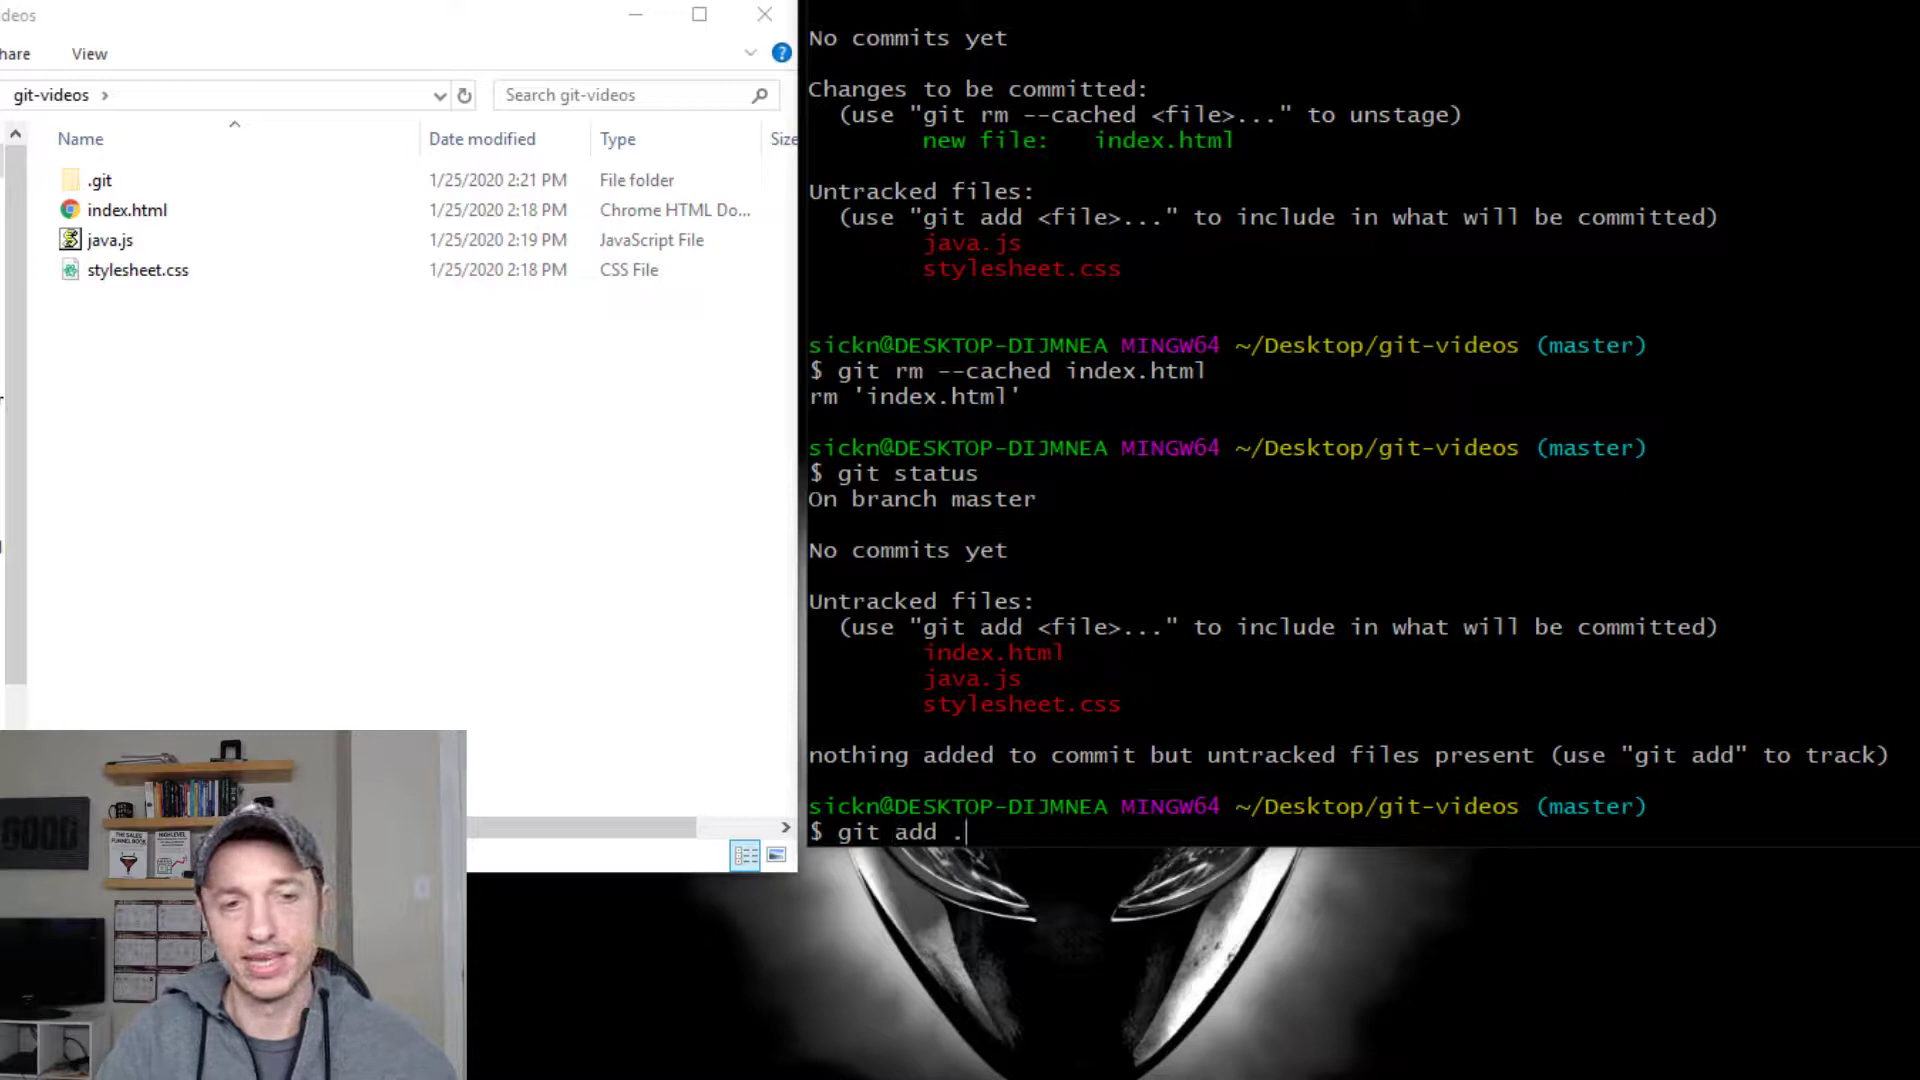 deos
hare View
git-videos
Search git-videos
Name Date modified Type Size
.git 1/25/2020 2:21 PM File folder
index.html 1/25/2020 2:18 PM Chrome HTML Do...
java.js 1/25/2020 2:19 PM JavaScript File
stylesheet.css 1/25/2020 2:18 PM CSS File
No commits yet
Changes to be committed:
(use "git rm --cached <file>..." to unstage)
new file: index.html
Untracked files:
(use "git add <file>..." to include in what will be committed)
java.js
stylesheet.css
sickn@DESKTOP-DIJMNEA MINGW64 ~/Desktop/git-videos (master)
$ git rm --cached index.html
rm 'index.html'
sickn@DESKTOP-DIJMNEA MINGW64 ~/Desktop/git-videos (master)
$ git status
On branch master
No commits yet
Untracked files:
(use "git add <file>..." to include in what will be committed)
index.html
java.js
stylesheet.css
nothing added to commit but untracked files present (use "git add" to track)
sickn@DESKTOP-DIJMNEA MINGW64 ~/Desktop/git-videos (master)
$ git add .
GOOD
THE SALES
FUNNEL BOOK
HIGH LEVEL